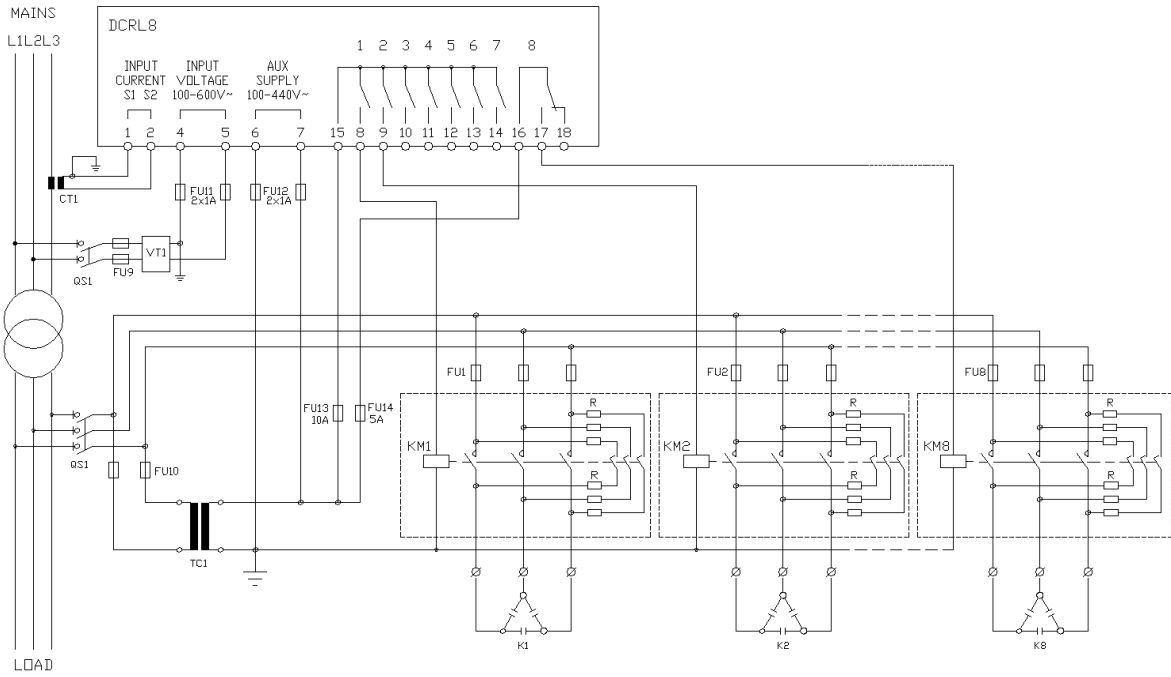 MAINS
L1L2L3
DCRL8
1 2 3 4 5 6 7 8
INPUT CURRENT
S1 S2
INPUT VOLTAGE
100-600V~
AUX SUPPLY
100-440V~
1 2 4 5 6 7 15 8 9 10 11 12 13 14 16 17 18
CT1
FU11
2x1A
FU12
2x1A
VT1
QS1
FU9
FU1
FU2
FU8
R
R
R
FU13
10A
FU14
5A
KM1
KM2
KM8
QS1
FU10
R
R
R
TC1
K1
K2
K8
LOAD